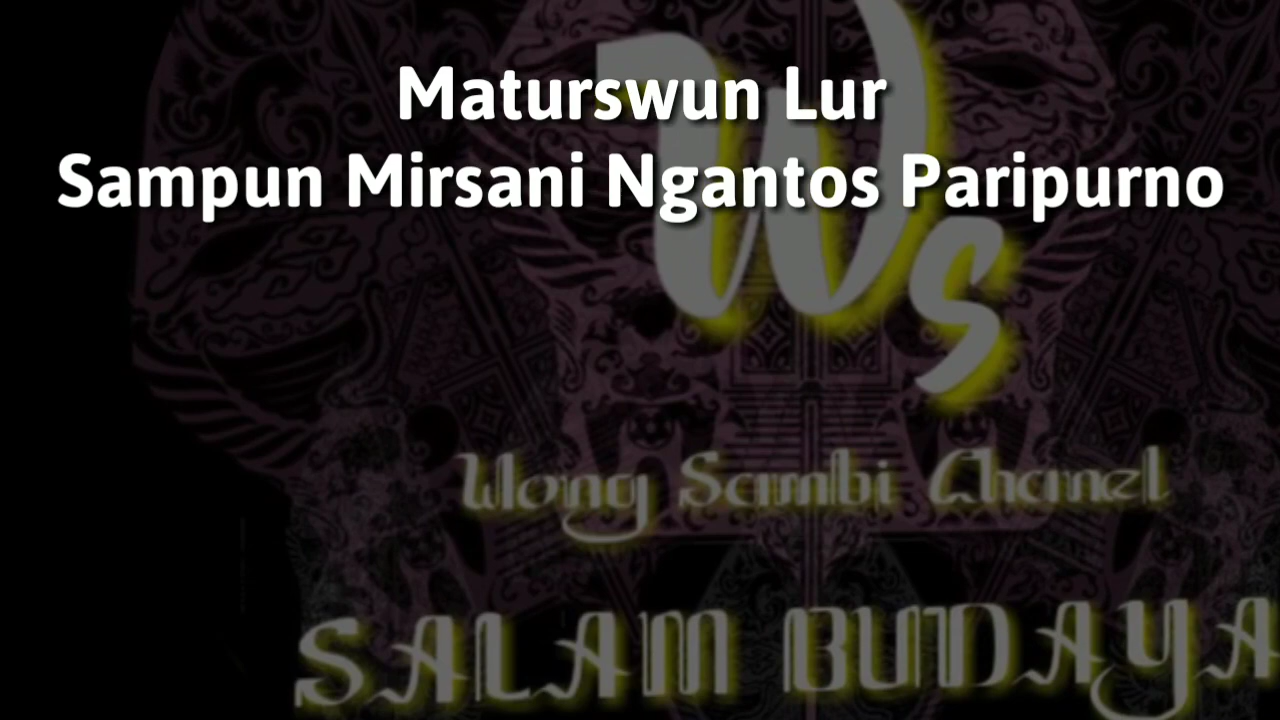 Maturswun Lur
Sampun Mirsani Ngantos Paripurno
Ws
Wong Sambi Chanel
SALAM BUDAYA